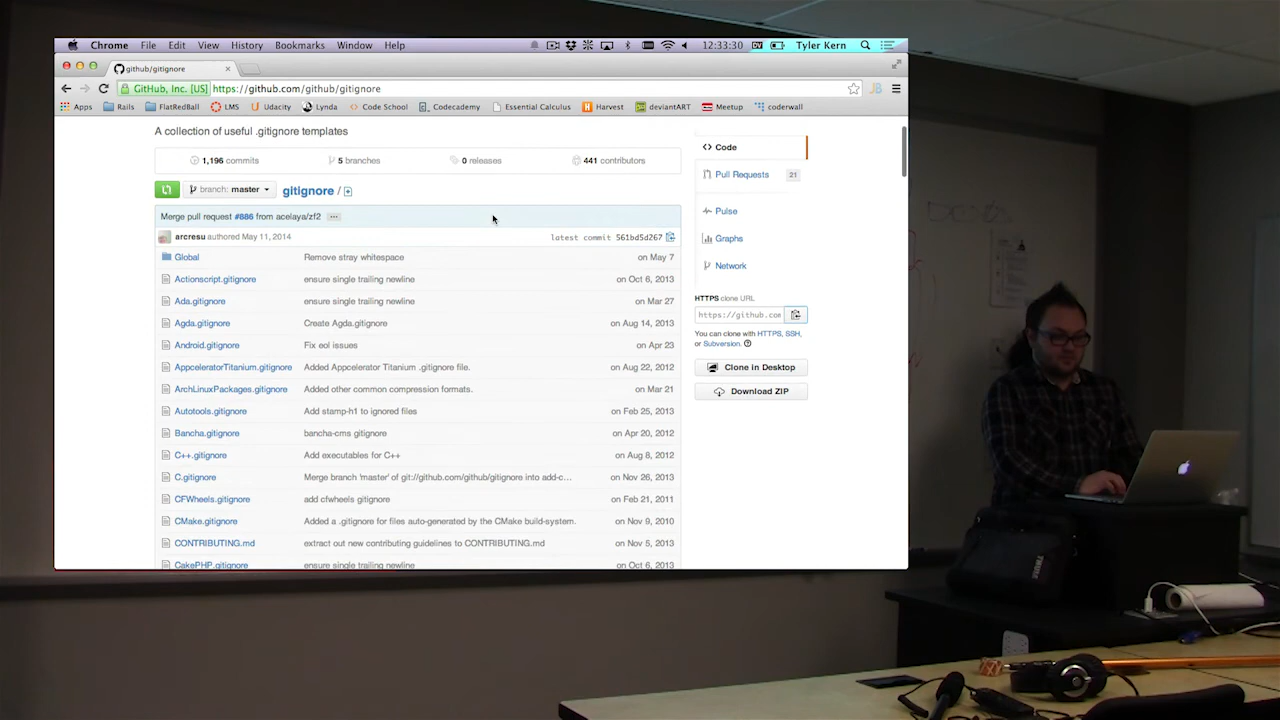 Chrome File Edit View History Bookmarks Window Help 12:33:30 Tyler Kern
github/gitignore
GitHub, Inc. [US] https://github.com/github/gitignore
Apps Rails FlatRedBall LMS Udacity Lynda Code School Codecademy Essential Calculus Harvest deviantART Meetup coderwall
A collection of useful .gitignore templates
1,196 commits 5 branches 0 releases 441 contributors
branch: master gitignore /
Merge pull request #886 from acelaya/zf2 ...
arcresu authored May 11, 2014 latest commit 561bd5d267
Global Remove stray whitespace on May 7
Actionscript.gitignore ensure single trailing newline on Oct 6, 2013
Ada.gitignore ensure single trailing newline on Mar 27
Agda.gitignore Create Agda.gitignore on Aug 14, 2013
Android.gitignore Fix eol issues on Apr 23
AppceleratorTitanium.gitignore Added Appcelerator Titanium .gitignore file. on Aug 22, 2012
ArchLinuxPackages.gitignore Added other common compression formats. on Mar 21
Autotools.gitignore Add stamp-h1 to ignored files on Feb 25, 2013
Bancha.gitignore bancha-cms gitignore on Apr 20, 2012
C++.gitignore Add executables for C++ on Aug 8, 2012
C.gitignore Merge branch 'master' of git://github.com/github/gitignore into add-c... on Nov 26, 2013
CFWheels.gitignore add cfwheels gitignore on Feb 21, 2011
CMake.gitignore Added a .gitignore for files auto-generated by the CMake build-system. on Nov 9, 2010
CONTRIBUTING.md extract out new contributing guidelines to CONTRIBUTING.md on Nov 5, 2013
CakePHP.gitignore ensure single trailing newline on Oct 6, 2013
Code
Pull Requests 21
Pulse
Graphs
Network
HTTPS clone URL
https://github.com
You can clone with HTTPS, SSH,
or Subversion.
Clone in Desktop
Download ZIP